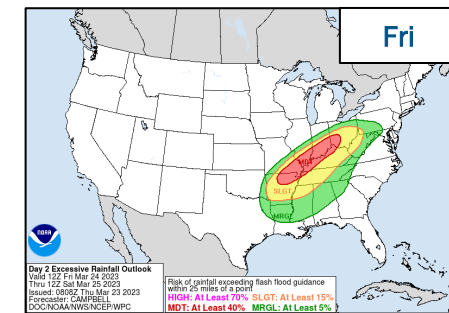 Fri
MDT
SLGT
MRGL
NOAA
Day 2 Excessive Rainfall Outlook
Valid 12Z Fri Mar 24 2023
Thru 12Z Sat Mar 25 2023
Issued: 0808Z Thu Mar 23 2023
Forecaster: CAMPBELL
DOC/NOAA/NWS/NCEP/WPC
Risk of rainfall exceeding flash flood guidance
within 25 miles of a point
HIGH: At Least 70% SLGT: At Least 15%
MDT: At Least 40% MRGL: At Least 5%